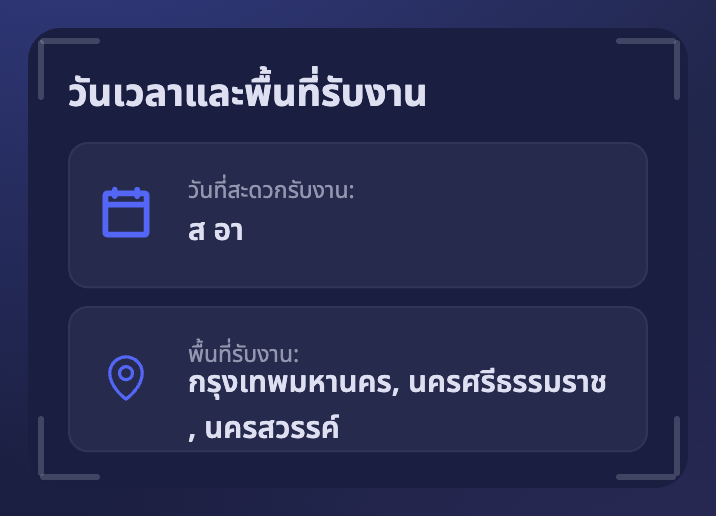 วันเวลาและพื้นที่รับงาน
วันที่สะดวกรับงาน:
ส อา
พื้นที่รับงาน:
กรุงเทพมหานคร, นครศรีธรรมราช
, นครสวรรค์